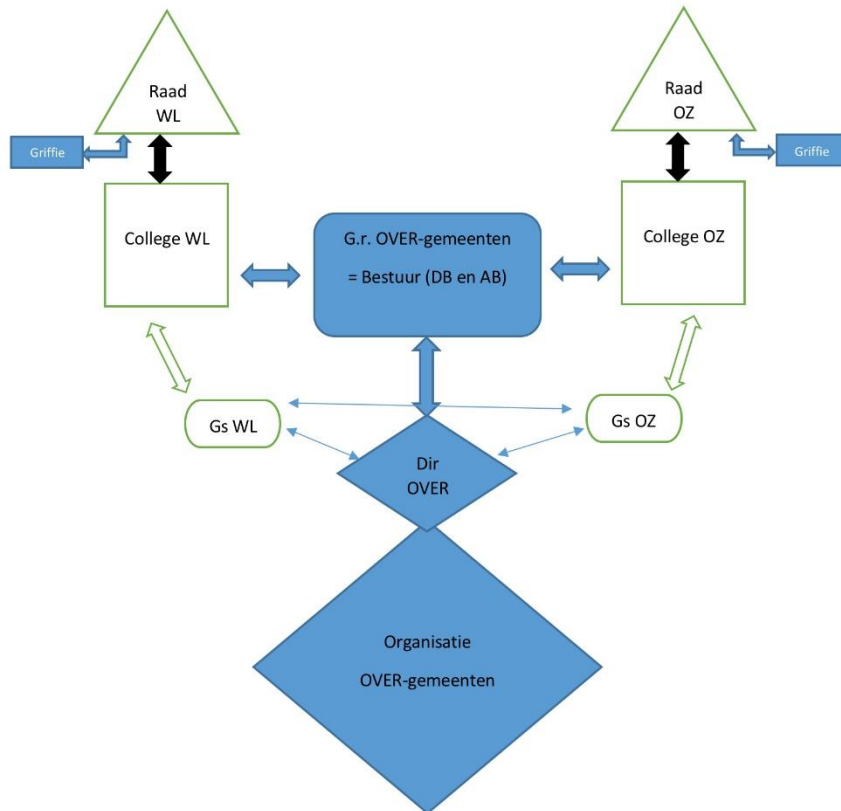 Raad
WL
Raad
OZ
Griffie
Griffie
College WL
G.r. OVER-gemeenten
= Bestuur (DB en AB)
College OZ
Gs WL
Gs OZ
Dir
OVER
Organisatie
OVER-gemeenten